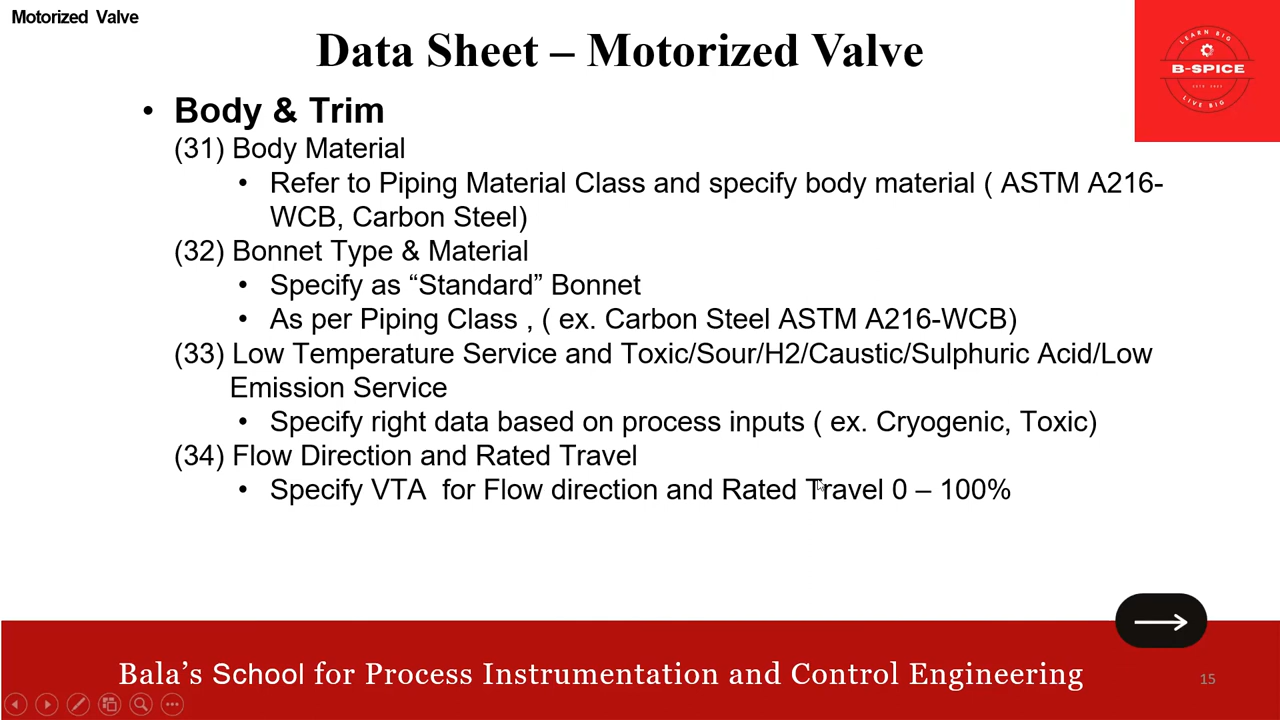 Motorized Valve
Data Sheet – Motorized Valve
LEARN BIG
B-SPICE
LIVE BIG
• Body & Trim
(31) Body Material
• Refer to Piping Material Class and specify body material ( ASTM A216-
WCB, Carbon Steel)
(32) Bonnet Type & Material
• Specify as “Standard” Bonnet
• As per Piping Class , ( ex. Carbon Steel ASTM A216-WCB)
(33) Low Temperature Service and Toxic/Sour/H2/Caustic/Sulphuric Acid/Low
Emission Service
• Specify right data based on process inputs ( ex. Cryogenic, Toxic)
(34) Flow Direction and Rated Travel
• Specify VTA  for Flow direction and Rated Travel 0 – 100%
Bala’s School for Process Instrumentation and Control Engineering
15